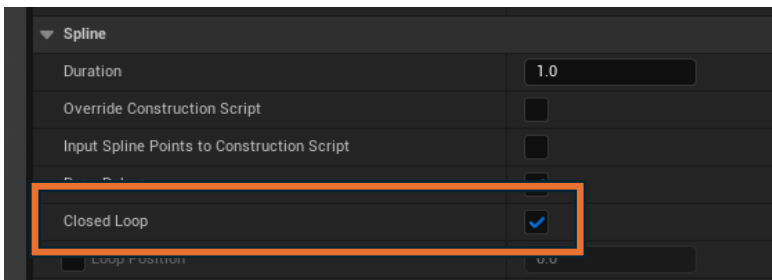 Spline
Duration 1.0
Override Construction Script
Input Spline Points to Construction Script
Closed Loop
Loop Position 0.0